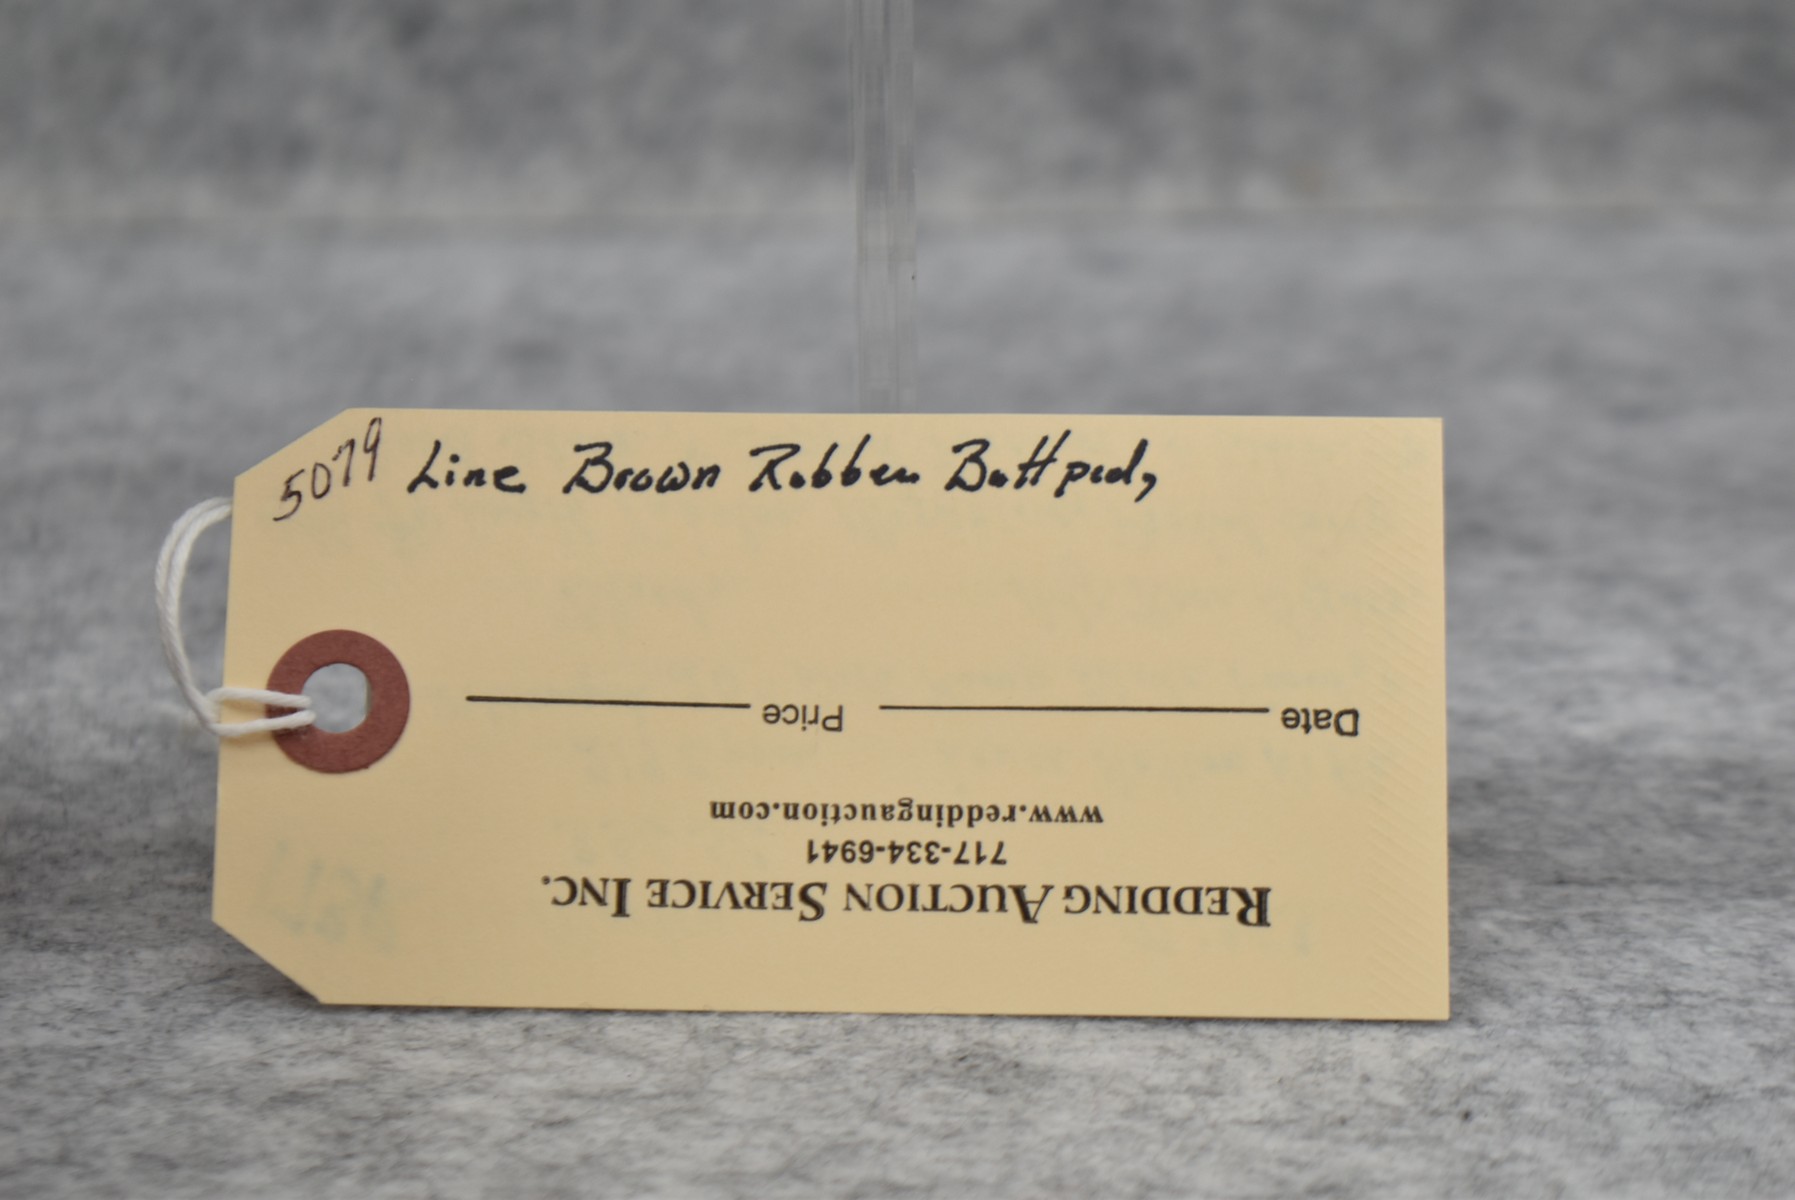 5079 Line Brown Rubber Buttpad,
Date Price
www.reddingauction.com
717-334-6941
REDDING AUCTION SERVICE INC.